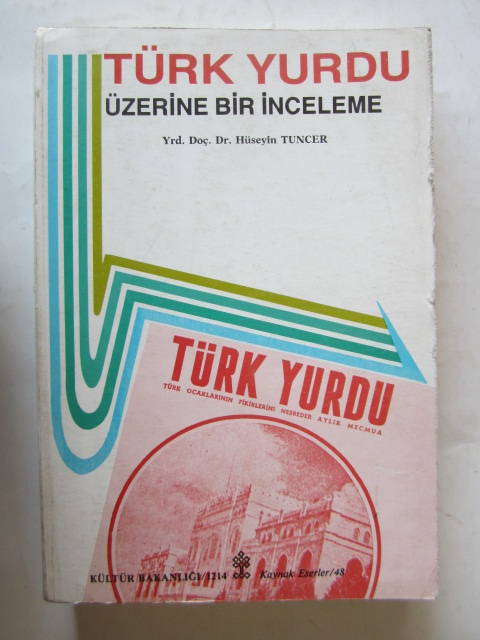 TÜRK YURDU
ÜZERİNE BİR İNCELEME
Yrd. Doç. Dr. Hüseyin TUNCER
TÜRK YURDU
TÜRK OCAKLARININ FİKİRLERİNİ NEŞREDER AYLIK MECMUA
KÜLTÜR BAKANLIĞI/1214 Kaynak Eserler/48